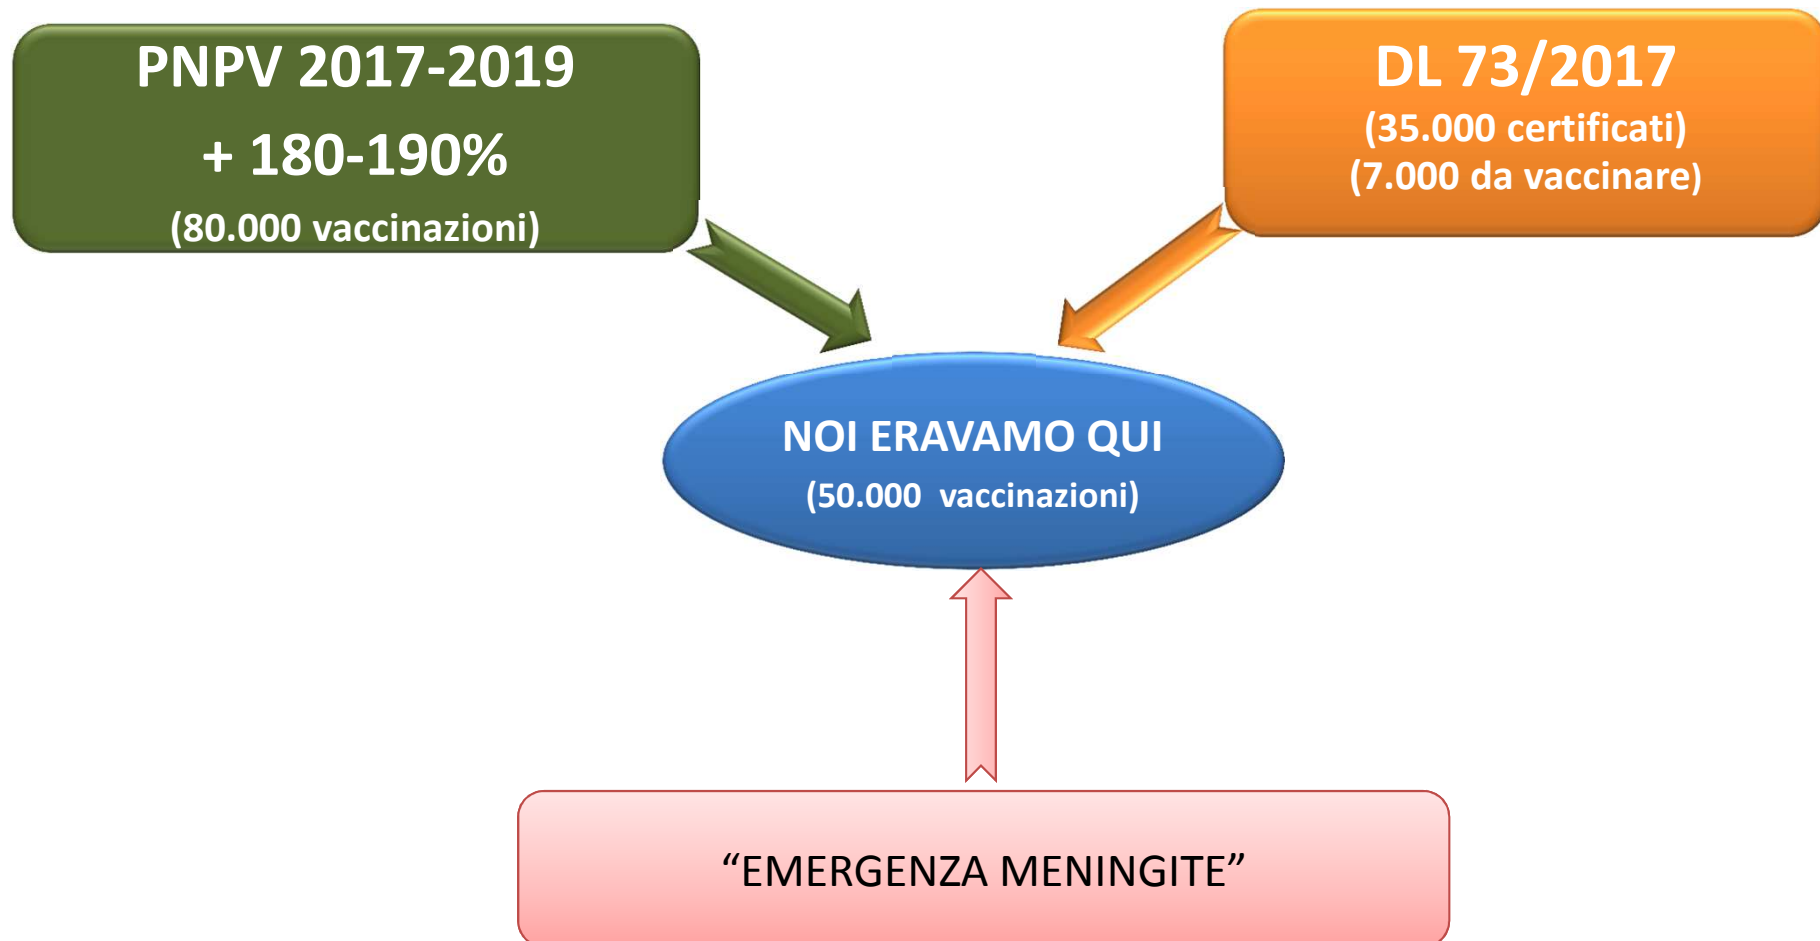 PNPV 2017-2019
+ 180-190%
(80.000 vaccinazioni)
DL 73/2017
(35.000 certificati)
(7.000 da vaccinare)
NOI ERAVAMO QUI
(50.000 vaccinazioni)
“EMERGENZA MENINGITE”